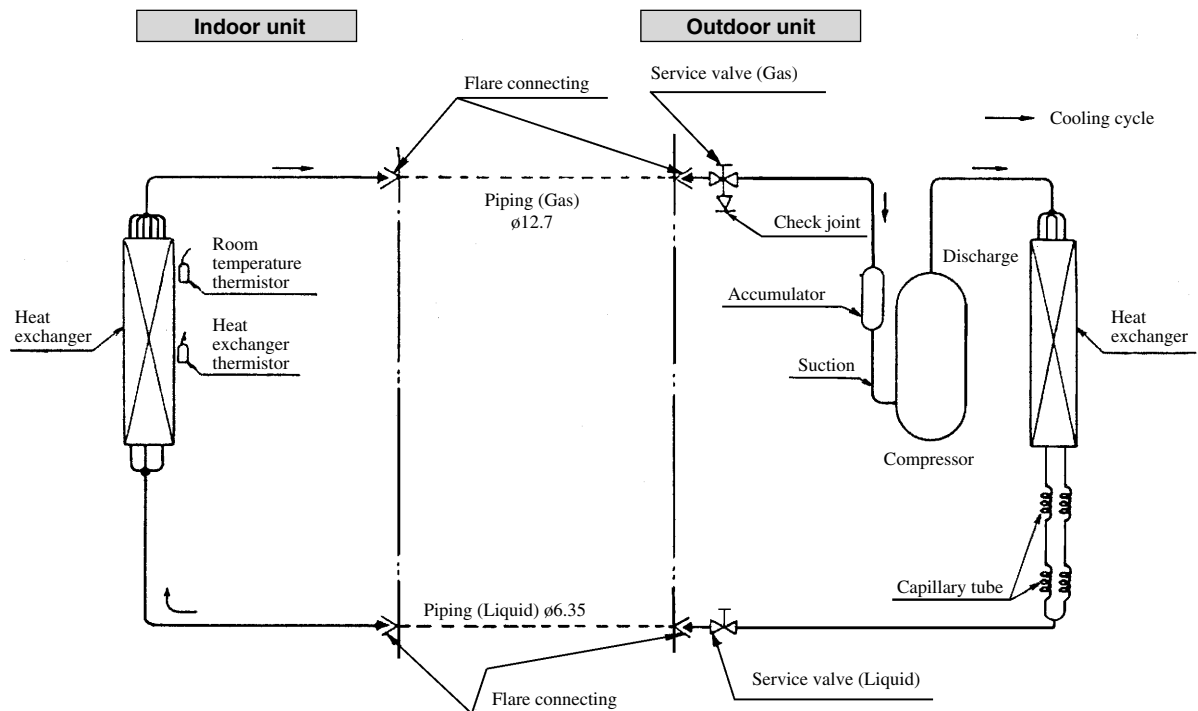 Indoor unit
Outdoor unit
Flare connecting
Service valve (Gas)
Cooling cycle
Piping (Gas)
ø12.7
Check joint
Room
temperature
thermistor
Discharge
Accumulator
Heat
exchanger
Heat
exchanger
thermistor
Heat
exchanger
Suction
Compressor
Capillary tube
Piping (Liquid) ø6.35
Service valve (Liquid)
Flare connecting